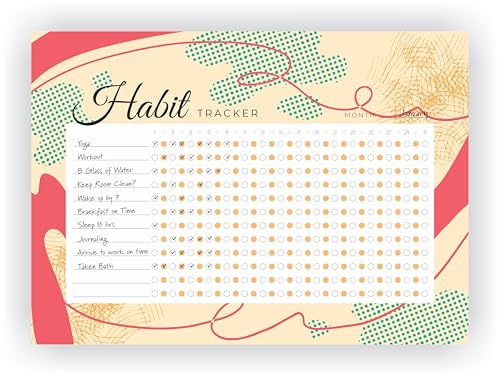 Habit TRACKER
MONTH January
Yoga
Workout
8 Glass of Water
Keep Room Clean?
Wake up by 7
Breankfast on Time
Sleep 8 hrs
Journaling
Arrive to work on time
Taken Bath